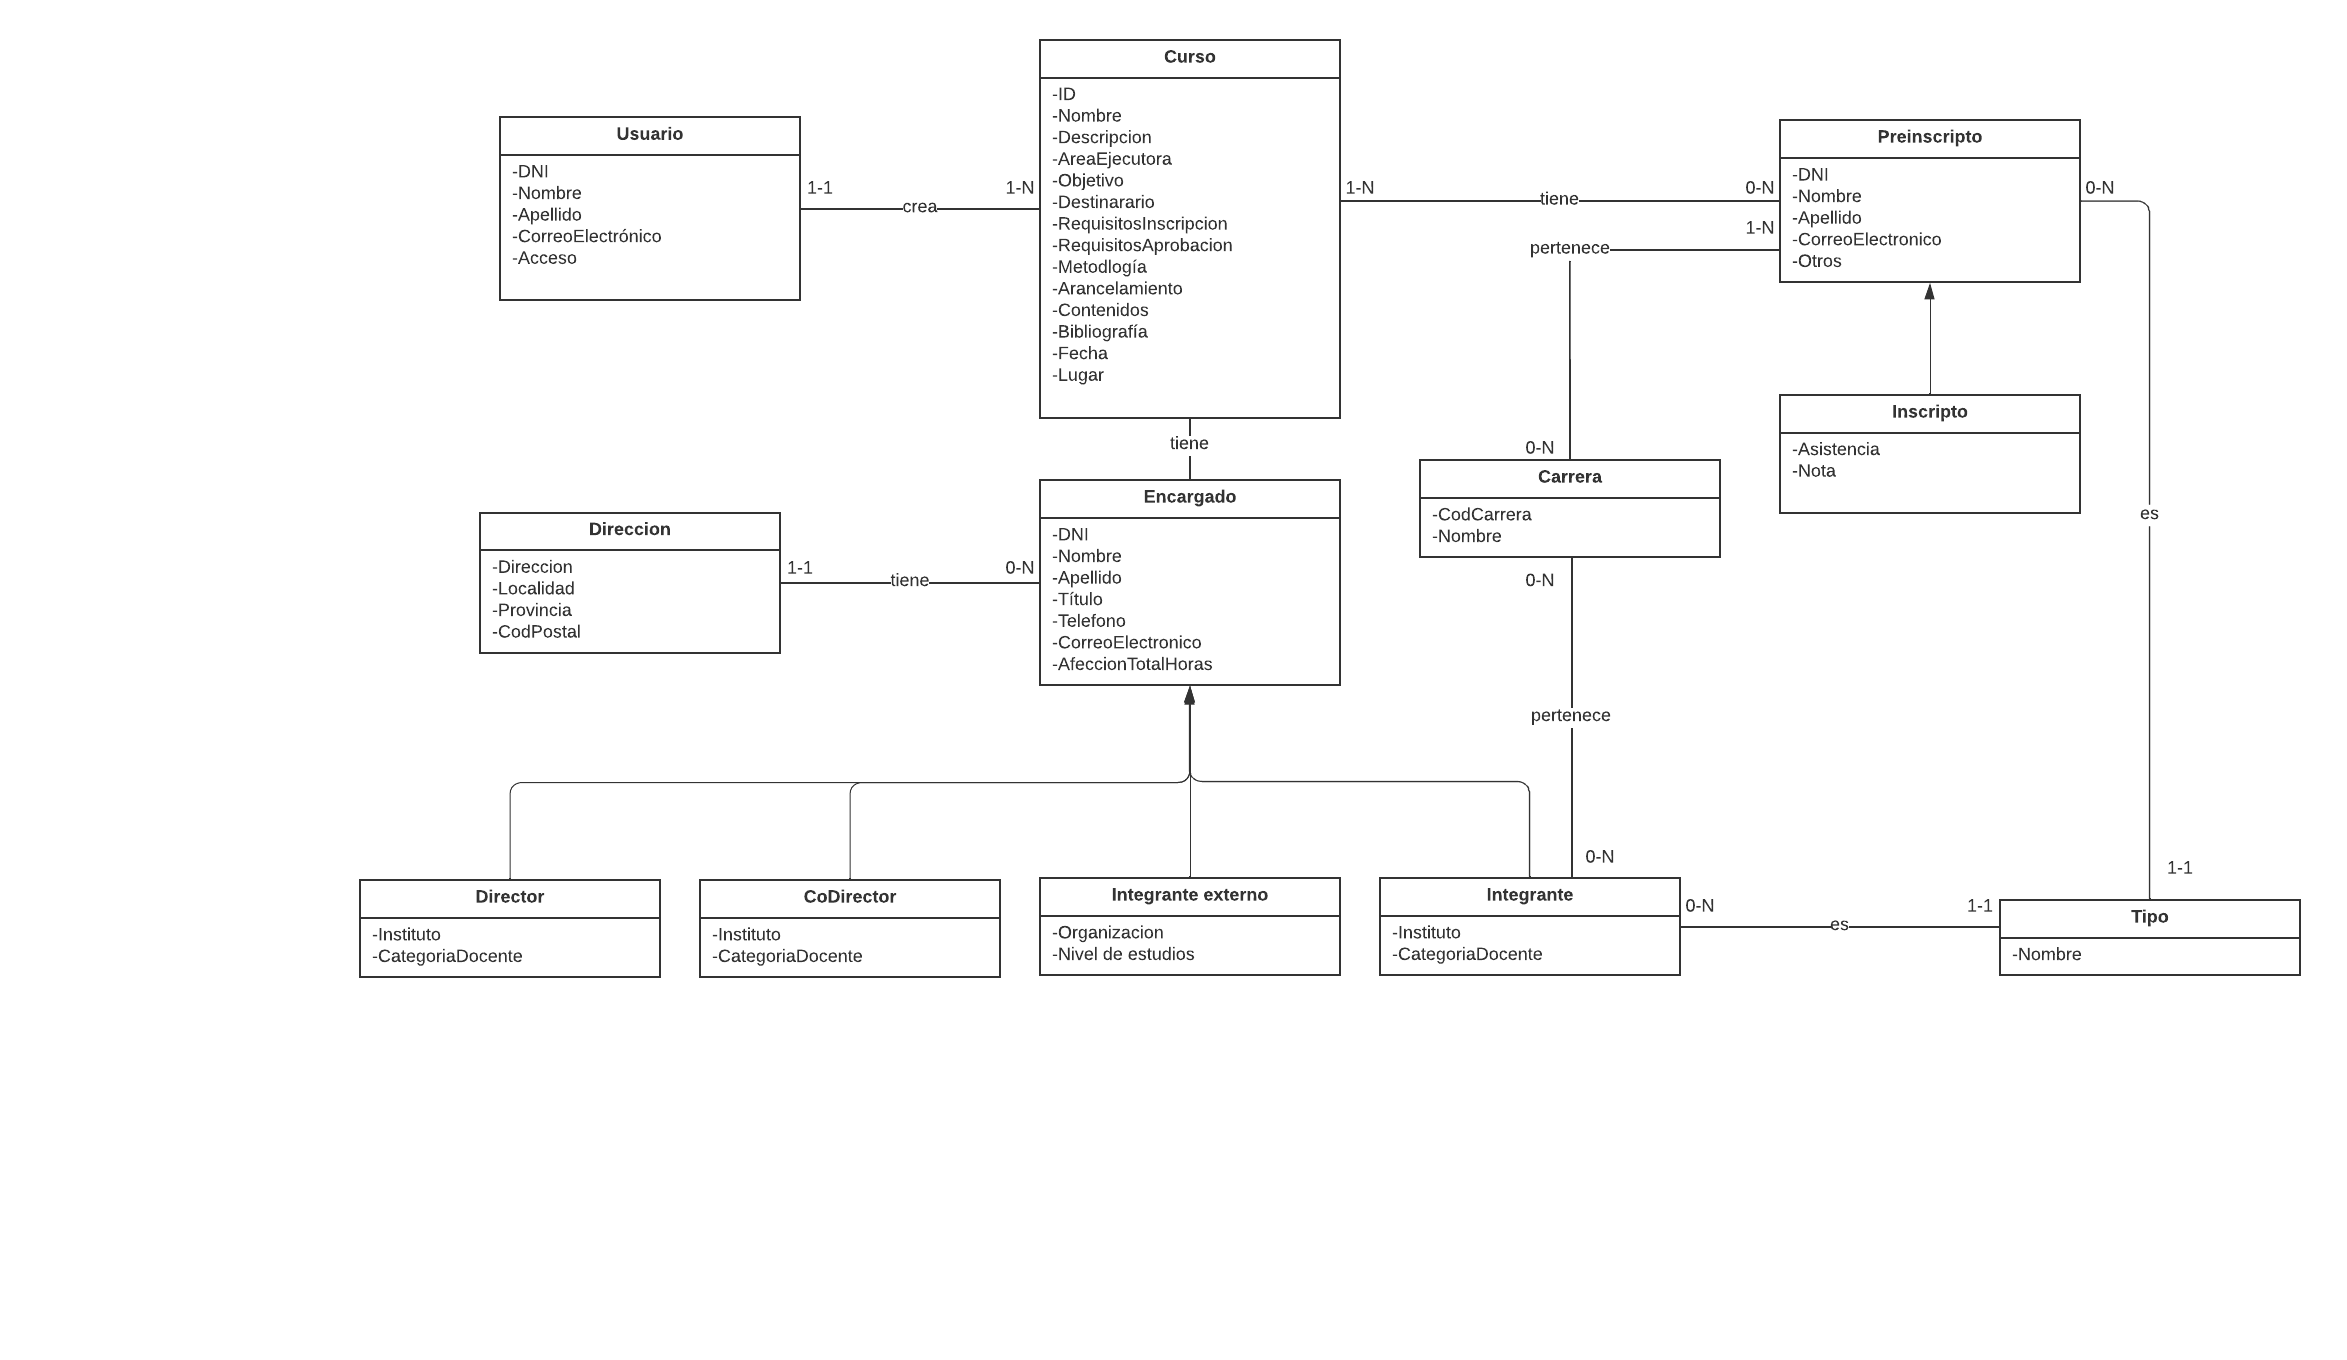 Curso
-ID
-Nombre
-Descripcion
-AreaEjecutora
-Objetivo
-Destinarario
-RequisitosInscripcion
-RequisitosAprobacion
-Metodlogía
-Arancelamiento
-Contenidos
-Bibliografía
-Fecha
-Lugar
Usuario
-DNI
-Nombre
-Apellido
-CorreoElectrónico
-Acceso
1-1
crea
1-N
1-N
tiene
0-N
Preinscripto
-DNI
-Nombre
-Apellido
-CorreoElectronico
-Otros
0-N
1-N
pertenece
0-N
Inscripto
-Asistencia
-Nota
es
1-1
tiene
Carrera
-CodCarrera
-Nombre
0-N
pertenece
0-N
Encargado
-DNI
-Nombre
-Apellido
-Título
-Telefono
-CorreoElectronico
-AfeccionTotalHoras
Direccion
-Direccion
-Localidad
-Provincia
-CodPostal
1-1
tiene
0-N
Director
-Instituto
-CategoriaDocente
CoDirector
-Instituto
-CategoriaDocente
Integrante externo
-Organizacion
-Nivel de estudios
Integrante
-Instituto
-CategoriaDocente
0-N
es
1-1
Tipo
-Nombre